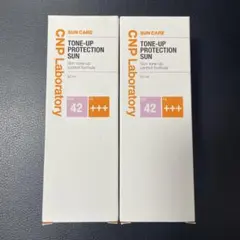 SUN CARE
TONE-UP
PROTECTION
SUN
CNP Laboratory
42
+++
SUN CARE
TONE-UP
PROTECTION
SUN
CNP Laboratory
42
+++